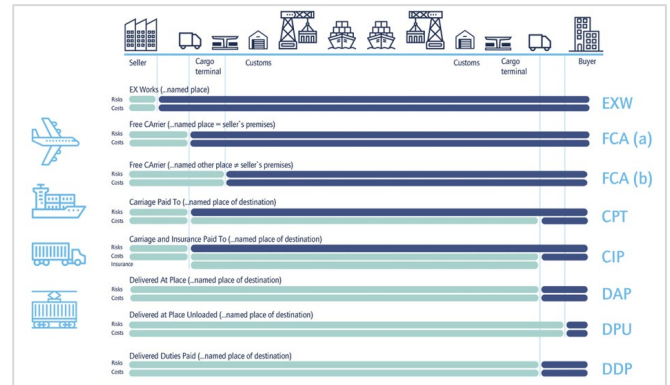 Seller Cargo terminal Customs Customs Cargo terminal Buyer
EX Works (...named place)
Risks
Costs
EXW
Free CArrier (...named place = seller`s premises)
Risks
Costs
FCA (a)
Free CArrier (...named other place ≠ seller`s premises)
Risks
Costs
FCA (b)
Carriage Paid To (...named place of destination)
Risks
Costs
CPT
Carriage and Insurance Paid To (...named place of destination)
Risks
Costs
Insurance
CIP
Delivered At Place (...named place of destination)
Risks
Costs
DAP
Delivered at Place Unloaded (...named place of destination)
Risks
Costs
DPU
Delivered Duties Paid (...named place of destination)
Risks
Costs
DDP